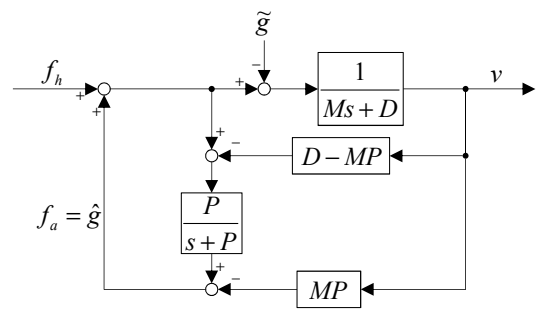 g̃
f_h + + − + 1 v
Ms + D
+ − D − MP
f_a = ĝ P
s + P
+ − MP